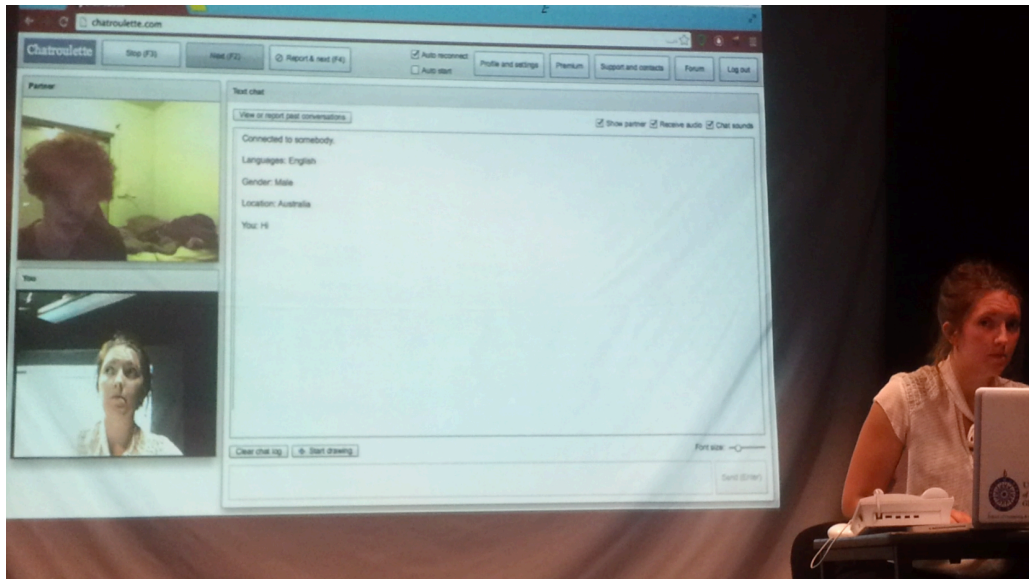 chatroulette.com
Chatroulette
Stop (F3)
Next (F2)
Report & next (F4)
Auto reconnect
Auto start
Profile and settings
Premium
Support and contacts
Forum
Log out
Partner
Text chat
View or report past conversations
Show partner
Receive audio
Chat sounds
Connected to somebody.
Languages: English
Gender: Male
Location: Australia
You: Hi
You
Clear chat log
Start drawing
Font size:
Send (Enter)